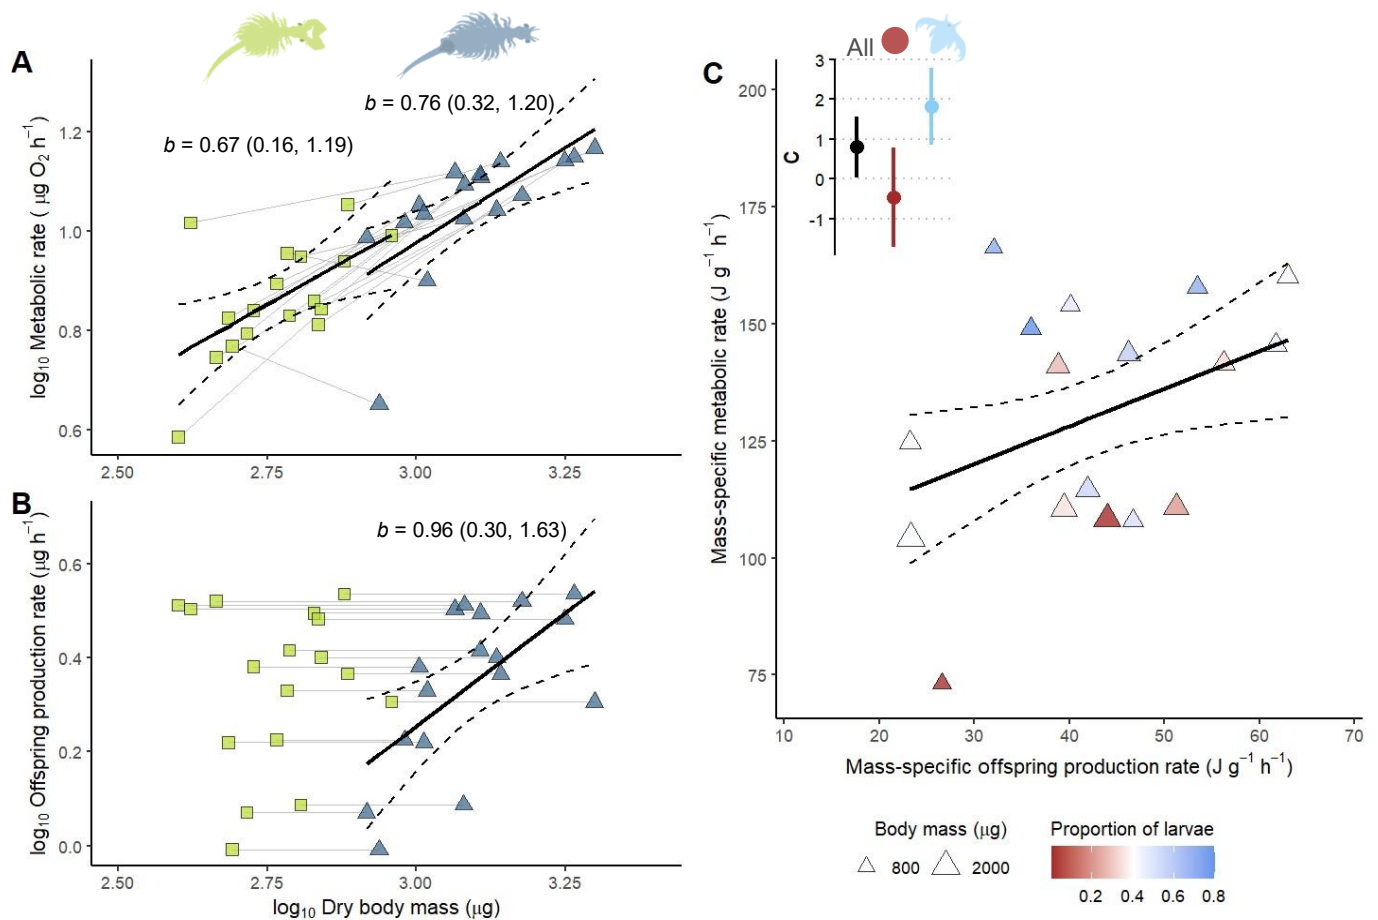 A
log₁₀ Metabolic rate ( µg O₂ h⁻¹)
1.2
1.0
0.8
0.6
b = 0.67 (0.16, 1.19)
b = 0.76 (0.32, 1.20)
2.50 2.75 3.00 3.25
B
log₁₀ Offspring production rate (µg h⁻¹)
0.6
0.4
0.2
0.0
b = 0.96 (0.30, 1.63)
2.50 2.75 3.00 3.25
log₁₀ Dry body mass (µg)
C
Mass-specific metabolic rate (J g⁻¹ h⁻¹)
200
175
150
125
100
75
All
C
3
2
1
0
-1
10 20 30 40 50 60 70
Mass-specific offspring production rate (J g⁻¹ h⁻¹)
Body mass (µg)
800 2000
Proportion of larvae
0.2 0.4 0.6 0.8